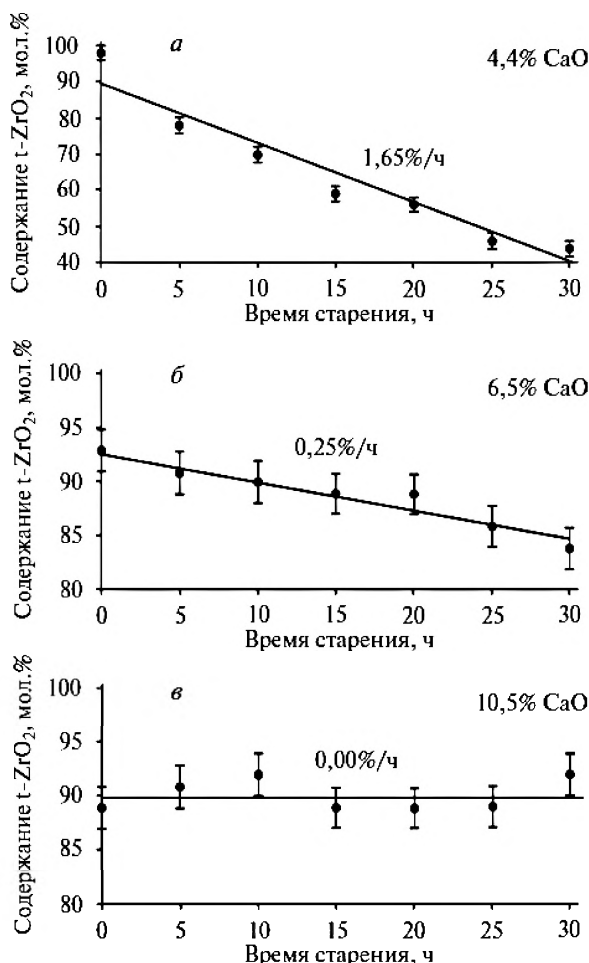 Содержание t-ZrO2, мол.%
100
90
80
70
60
50
40
а
4,4% CaO
1,65%/ч
0 5 10 15 20 25 30
Время старения, ч
Содержание t-ZrO2, мол.%
100
95
90
85
80
б
6,5% CaO
0,25%/ч
0 5 10 15 20 25 30
Время старения, ч
Содержание t-ZrO2, мол.%
100
95
90
85
80
в
10,5% CaO
0,00%/ч
0 5 10 15 20 25 30
Время старения, ч